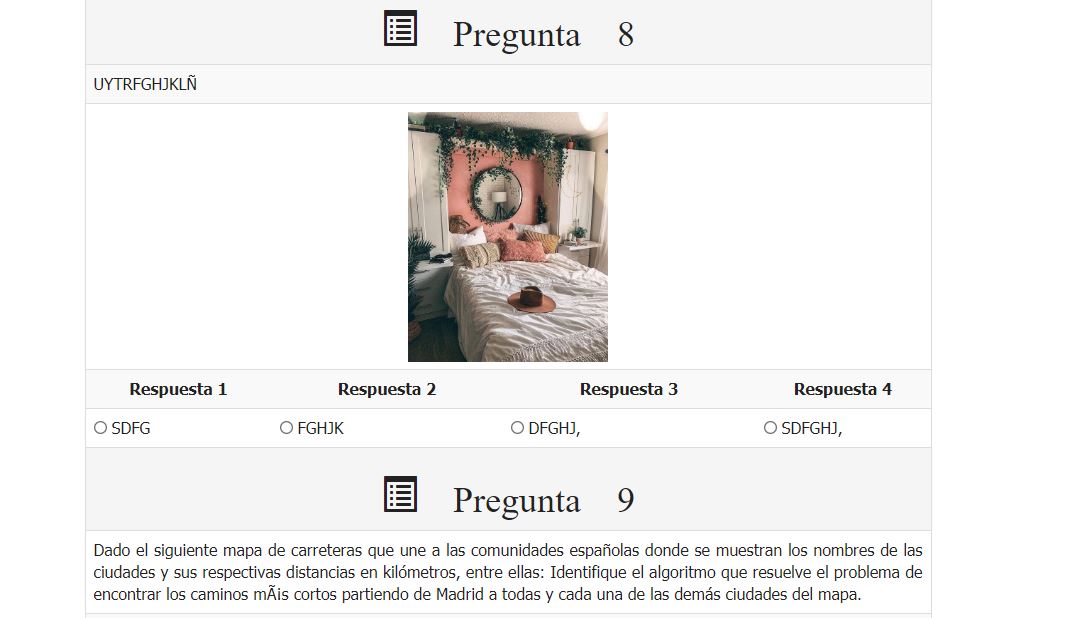 Pregunta 8
UYTRFGHJKLÑ
Respuesta 1 Respuesta 2 Respuesta 3 Respuesta 4
SDFG FGHJK DFGHJ, SDFGHJ,
Pregunta 9
Dado el siguiente mapa de carreteras que une a las comunidades españolas donde se muestran los nombres de las
ciudades y sus respectivas distancias en kilómetros, entre ellas: Identifique el algoritmo que resuelve el problema de
encontrar los caminos mÃ¡s cortos partiendo de Madrid a todas y cada una de las demás ciudades del mapa.